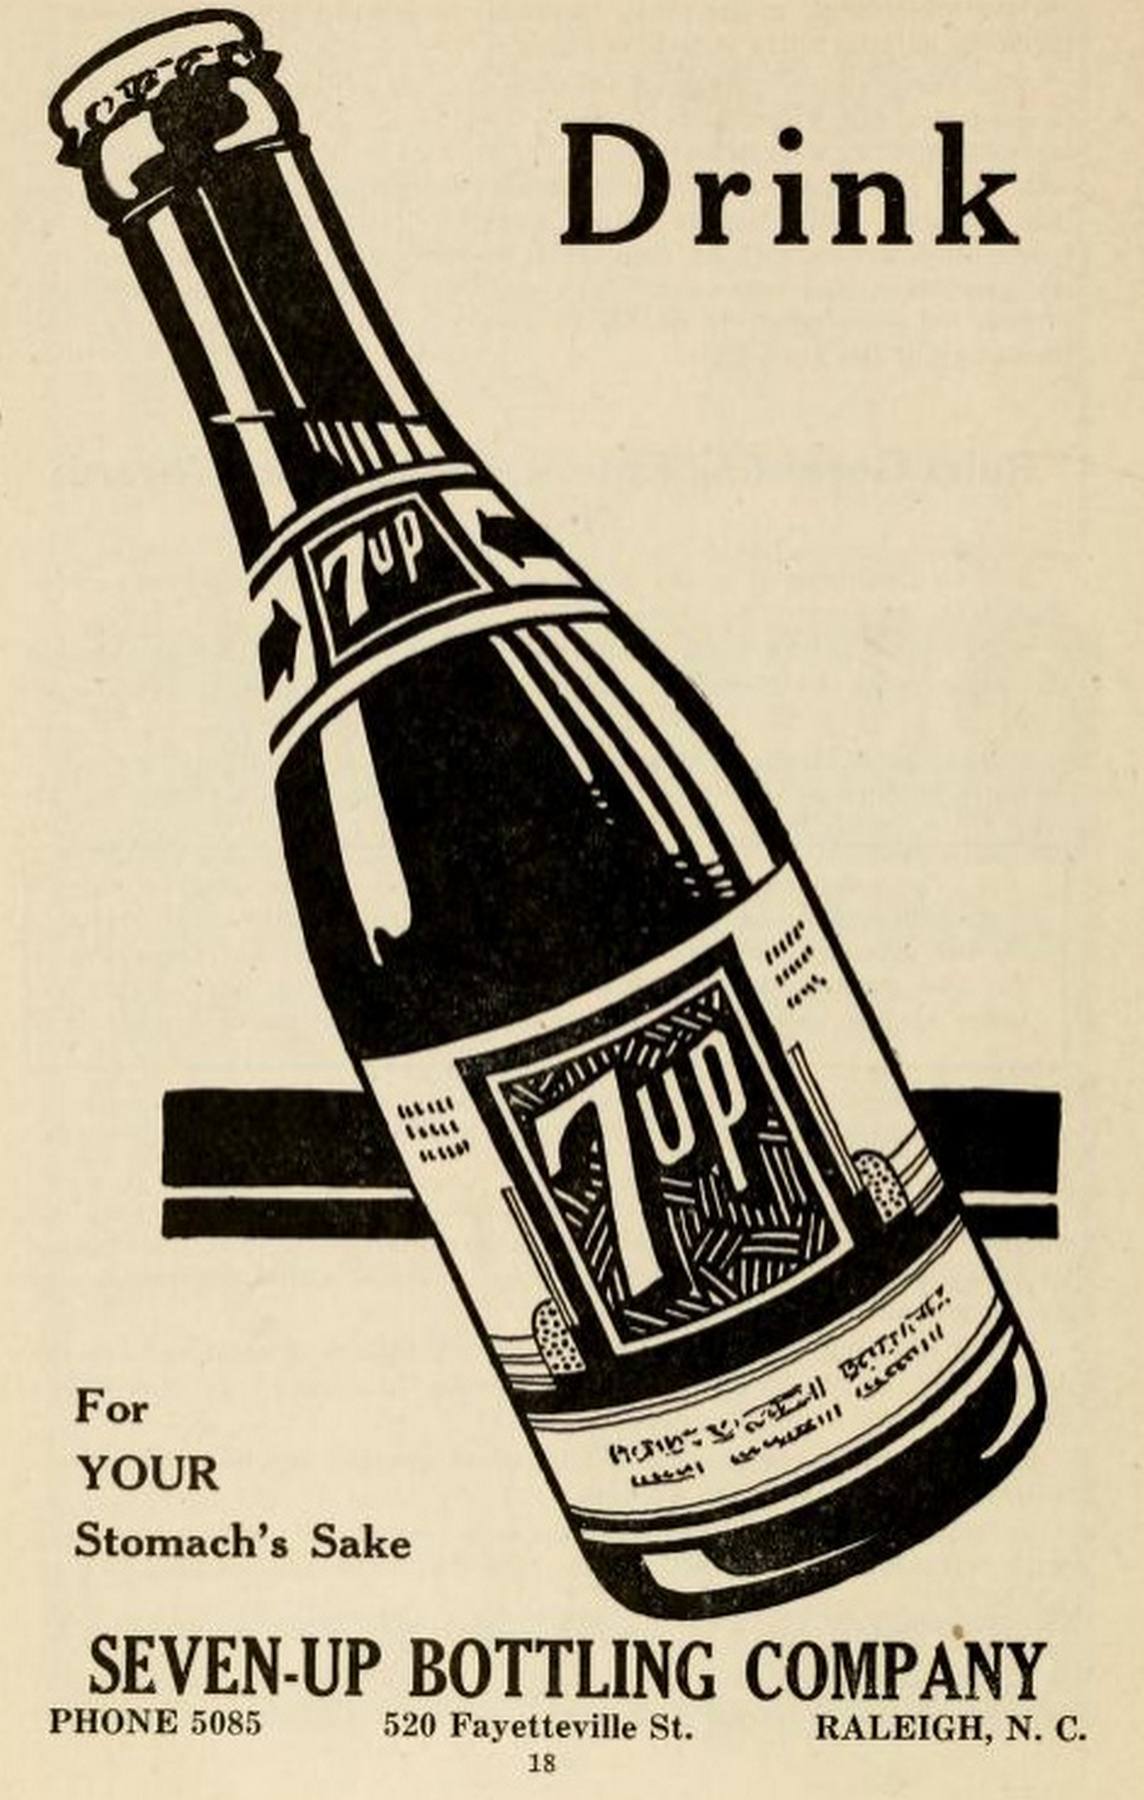 Drink
7up
7up
For
YOUR
Stomach's Sake
SEVEN-UP BOTTLING COMPANY
PHONE 5085 520 Fayetteville St. RALEIGH, N. C.
18